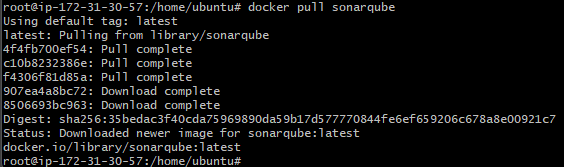 root@ip-172-31-30-57:/home/ubuntu# docker pull sonarqube
Using default tag: latest
latest: Pulling from library/sonarqube
4f4fb700ef54: Pull complete
c10b8232386e: Pull complete
f4306f81d85a: Pull complete
907ea4a8bc72: Download complete
8506693bc963: Download complete
Digest: sha256:35bedac3f40cda75969890da59b17d577770844fe6ef659206c678a8e00921c7
Status: Downloaded newer image for sonarqube:latest
docker.io/library/sonarqube:latest
root@ip-172-31-30-57:/home/ubuntu#